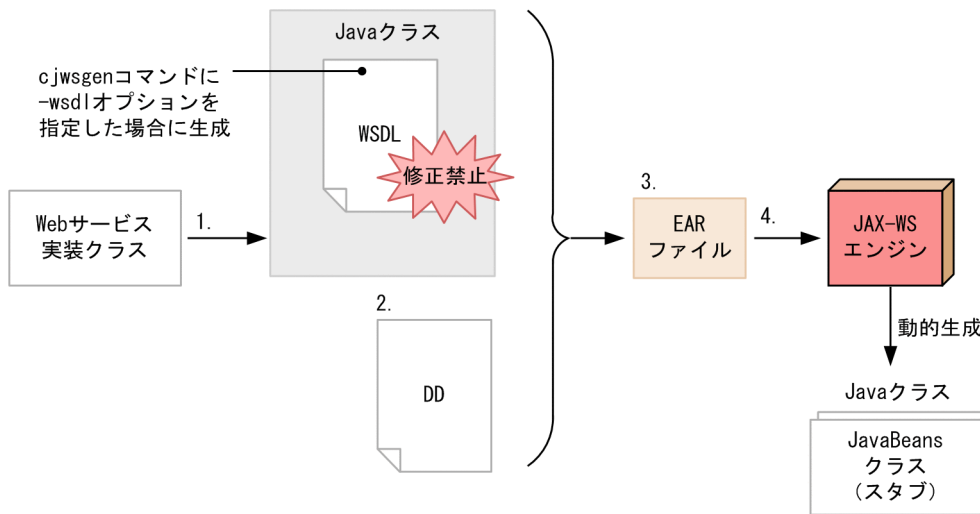 Javaクラス
cjwsgenコマンドに
-wsdlオプションを
指定した場合に生成
WSDL
修正禁止
Webサービス
実装クラス
1.
2.
DD
3.
EAR
ファイル
4.
JAX-WS
エンジン
動的生成
Javaクラス
JavaBeans
クラス
(スタブ)